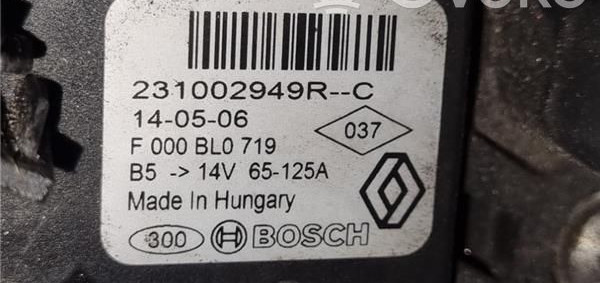 231002949R--C
14-05-06
037
F 000 BL0 719
B5 -> 14V 65-125A
Made In Hungary
300 BOSCH